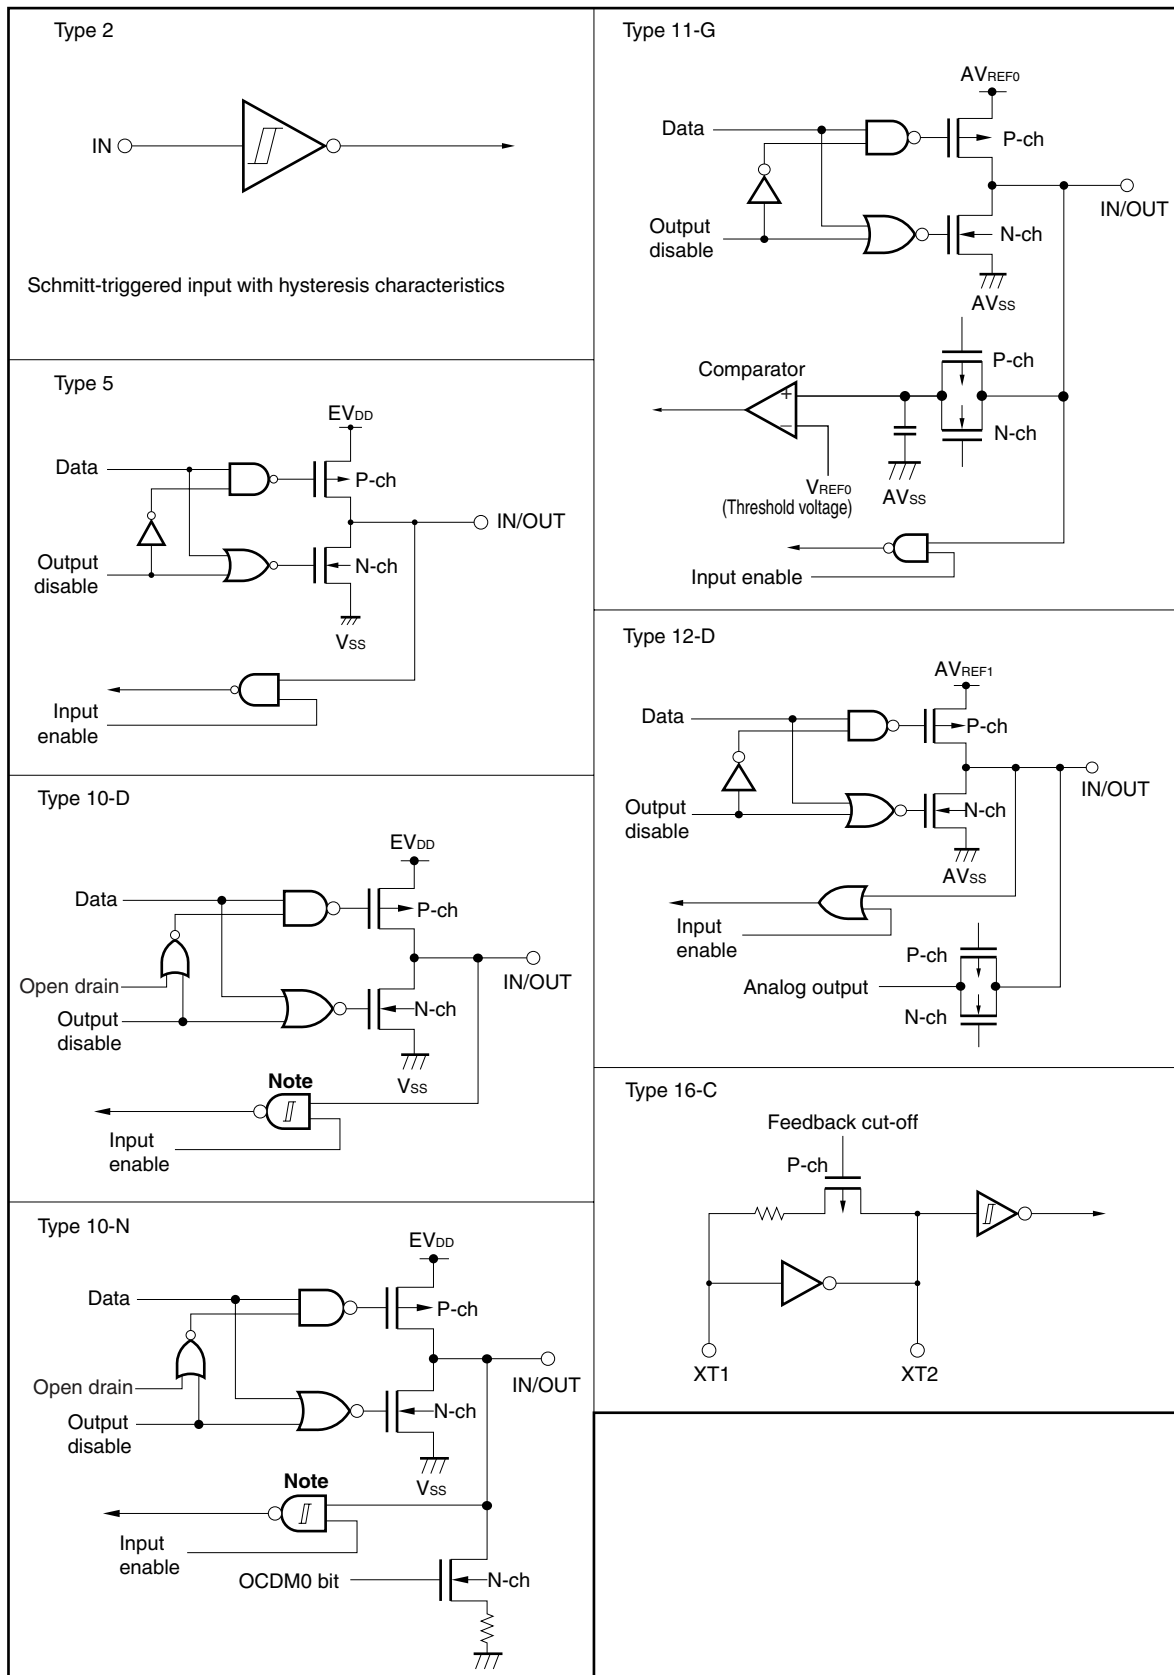 Type 2
IN
Schmitt-triggered input with hysteresis characteristics
Type 5
EVDD
Data
P-ch
IN/OUT
Output
disable
N-ch
VSS
Input
enable
Type 10-D
EVDD
Data
P-ch
IN/OUT
Open drain
Output
disable
N-ch
VSS
Note
Input
enable
Type 10-N
EVDD
Data
P-ch
IN/OUT
Open drain
Output
disable
N-ch
VSS
Note
Input
enable
OCDM0 bit
N-ch
Type 11-G
AVREF0
Data
P-ch
IN/OUT
Output
disable
N-ch
AVSS
P-ch
Comparator
+
−
N-ch
VREF0
(Threshold voltage)
AVSS
Input enable
Type 12-D
AVREF1
Data
P-ch
IN/OUT
Output
disable
N-ch
AVSS
Input
enable
P-ch
Analog output
N-ch
Type 16-C
Feedback cut-off
P-ch
XT1
XT2